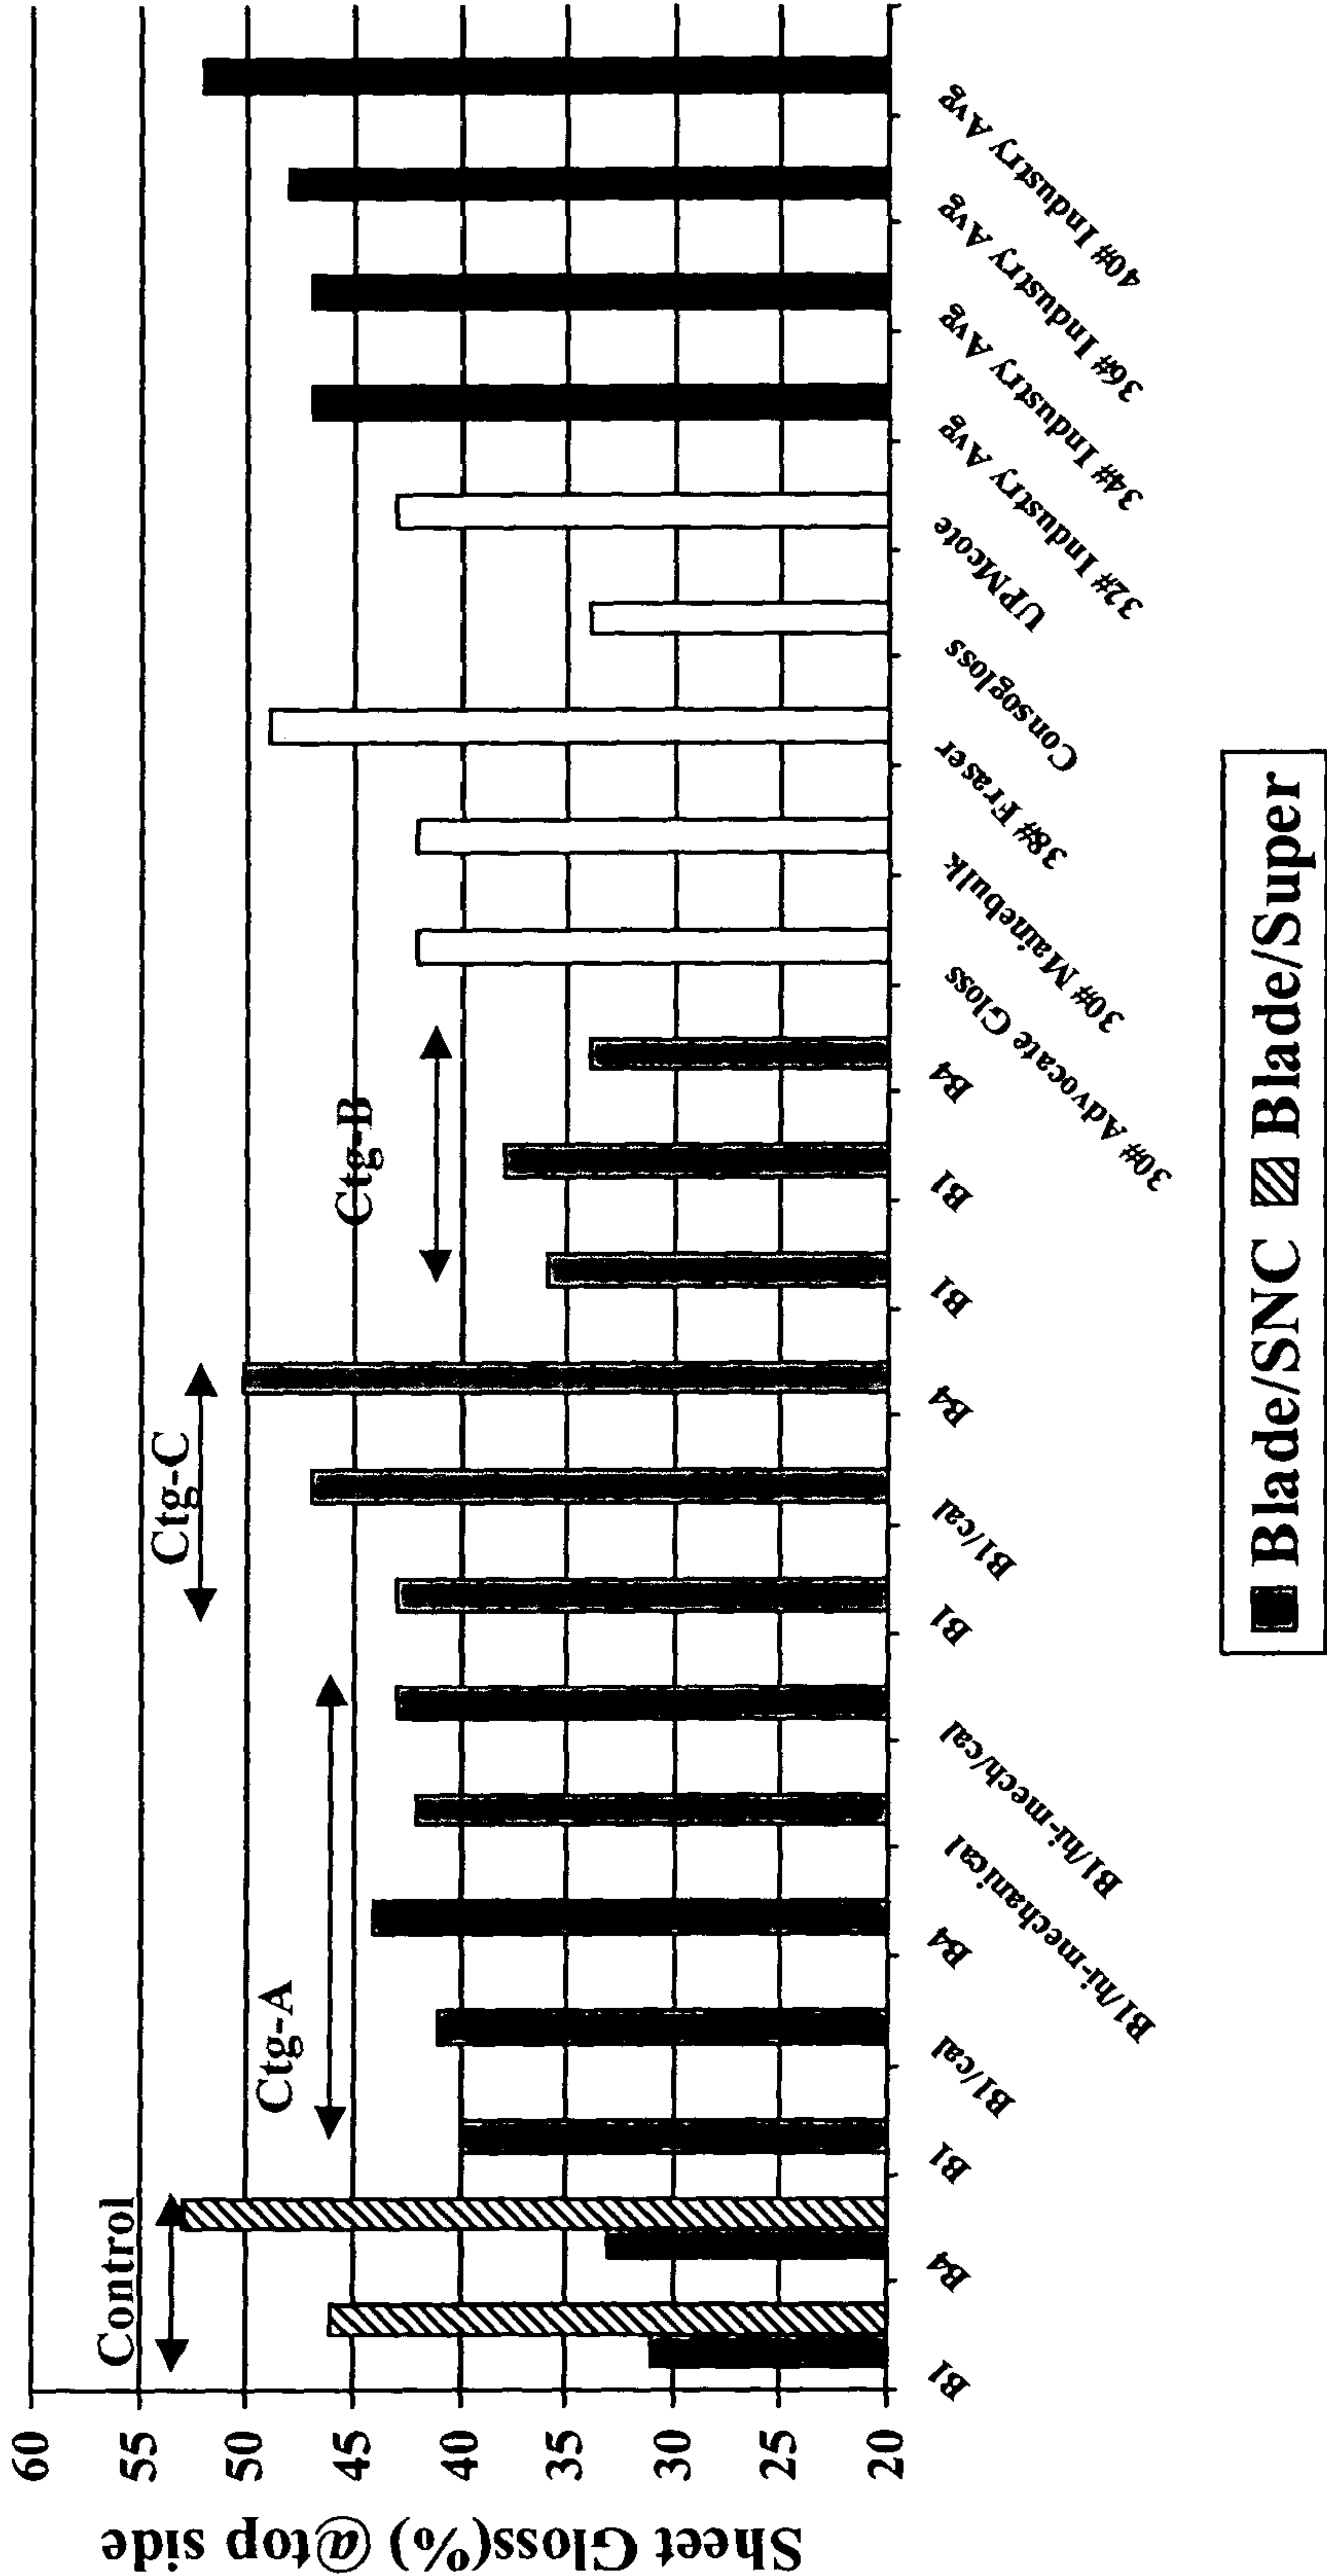 Sheet Gloss(%) @top side
60
55
50
45
40
35
30
25
20
Control
Ctg-A
Ctg-C
Ctg-B
B1
B4
B1
B1/cal
B4
B1/hi-mechanical
B1/hi-mech/cal
B1
B1/cal
B4
B1
B1
B4
30# Advocate Gloss
30# Mainebulk
38# Fraser
Consogloss
UPMcote
32# Industry Avg
34# Industry Avg
36# Industry Avg
40# Industry Avg
Blade/SNC Blade/Super